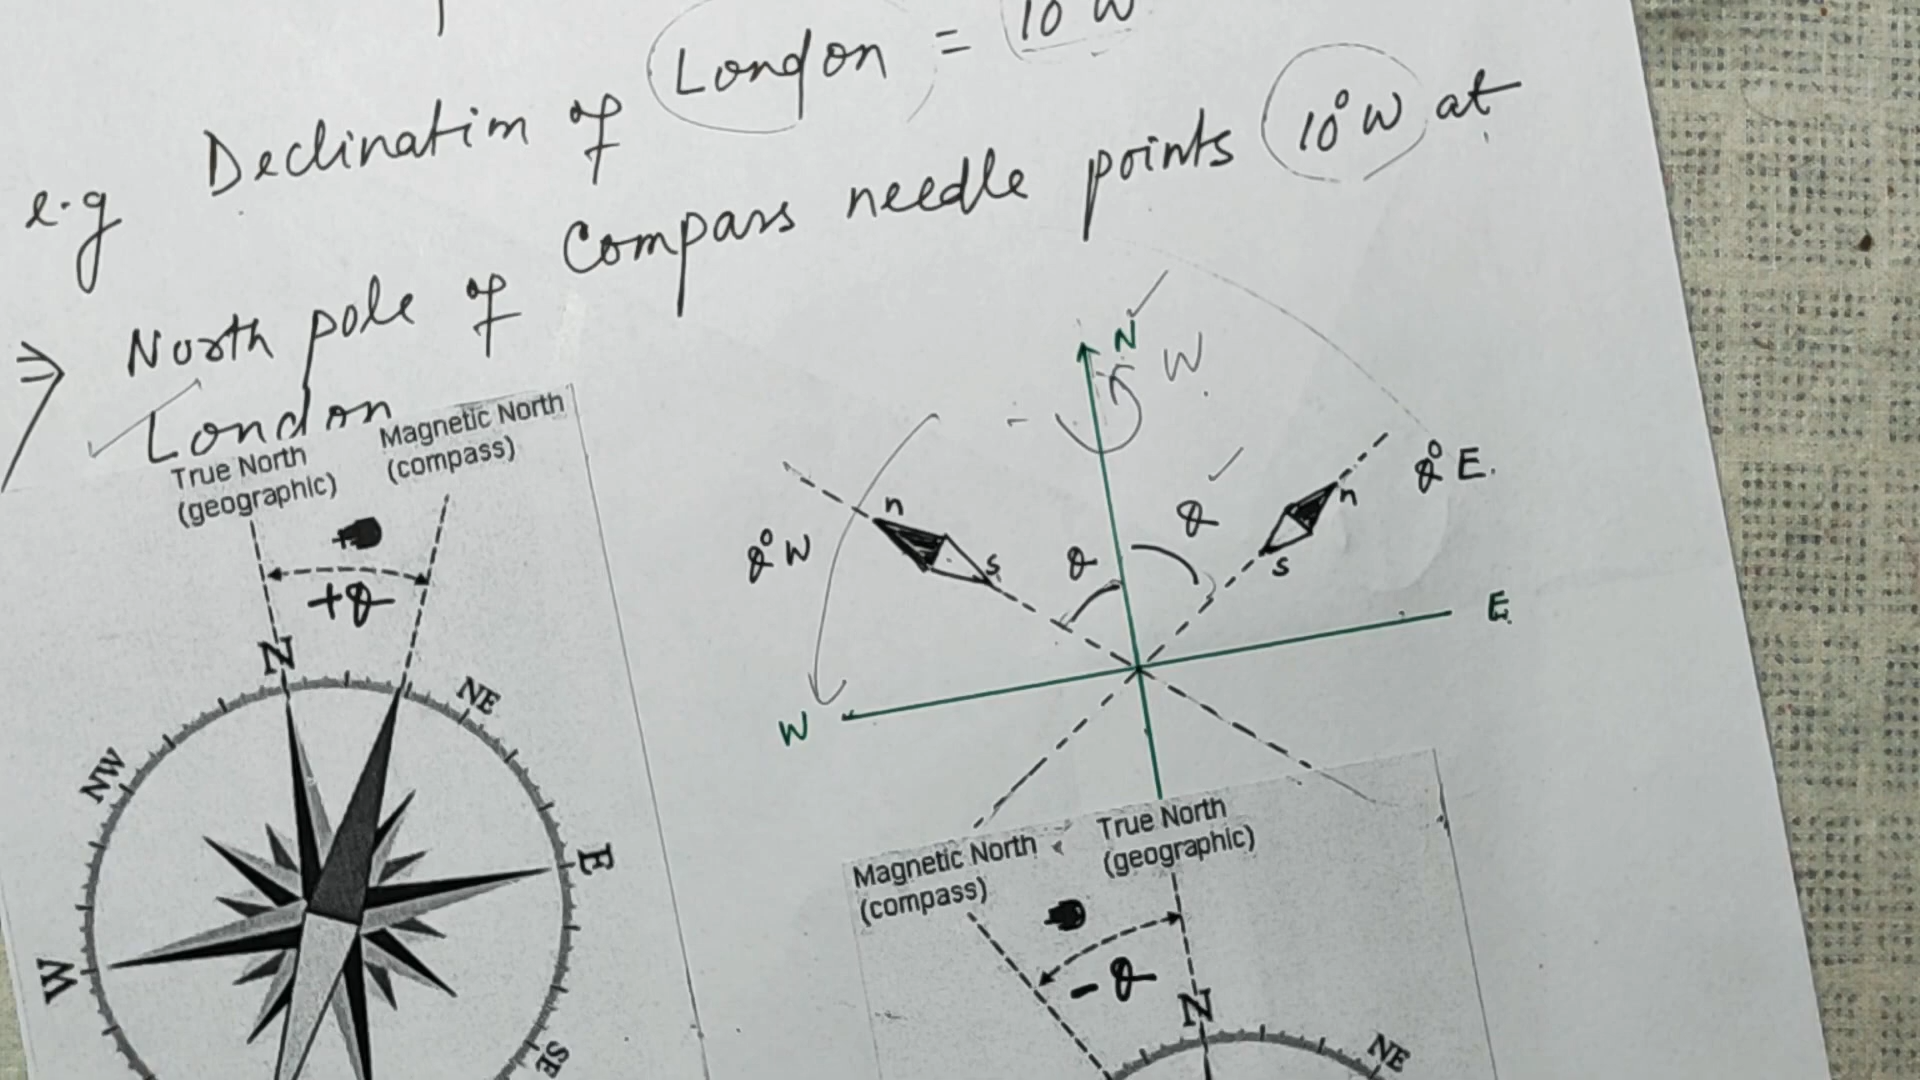 e.g Declination of London = 10 W
⇒ North pole of Compass needle points 10° W at
London
True North
(geographic)
Magnetic North
(compass)
+θ
N
NE
E
SE
W
NW
N
W
n
s
θ° W
θ
θ
n
s
θ° E.
E
W
Magnetic North
(compass)
True North
(geographic)
- θ
N
NE